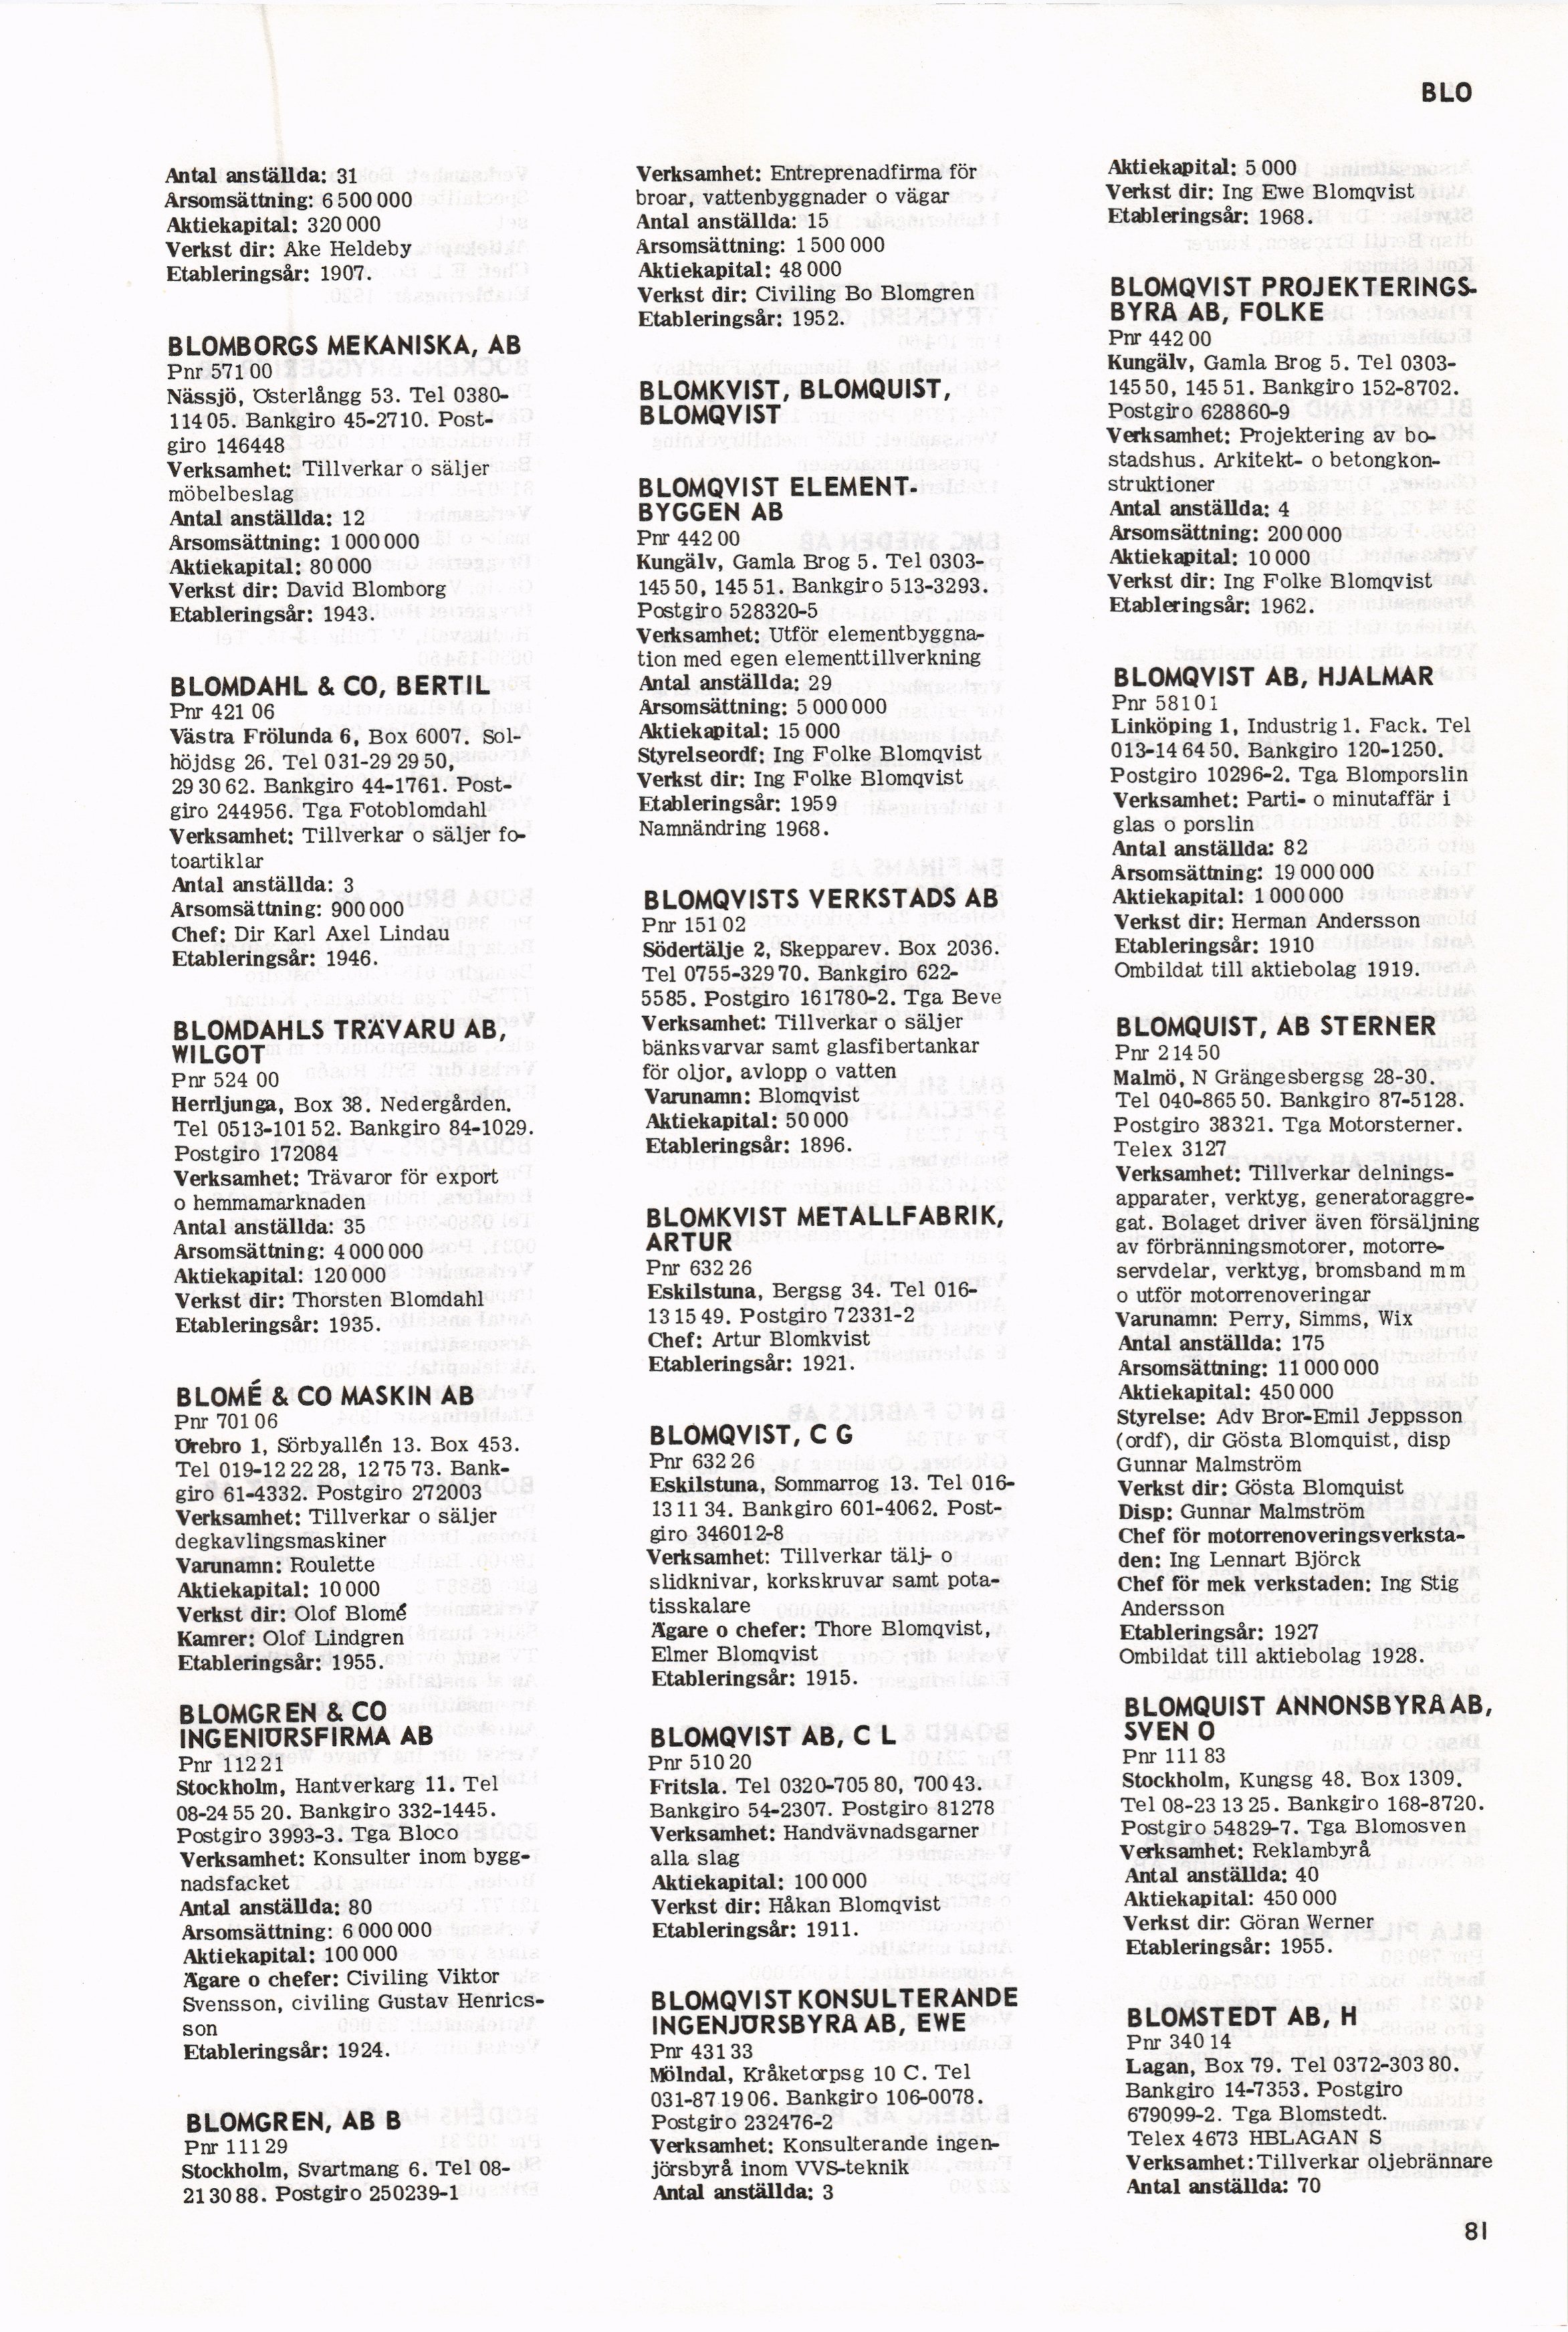 BLO
Antal anställda: 31
Årsomsättning: 6 500 000
Aktiekapital: 320 000
Verkst dir: Åke Heldeby
Etableringsår: 1907.
BLOMBORGS MEKANISKA, AB
Pnr 571 00
Nässjö, Österlångg 53. Tel 0380-
114 05. Bankgiro 45-2710. Post-
giro 146448
Verksamhet: Tillverkar o säljer
möbelbeslag
Antal anställda: 12
Årsomsättning: 1 000 000
Aktiekapital: 80 000
Verkst dir: David Blomborg
Etableringsår: 1943.
BLOMDAHL & CO, BERTIL
Pnr 421 06
Västra Frölunda 6, Box 6007. Sol-
höjdsg 26. Tel 031-29 29 50,
29 30 62. Bankgiro 44-1761. Post-
giro 244956. Tga Fotoblomdahl
Verksamhet: Tillverkar o säljer fo-
toartiklar
Antal anställda: 3
Årsomsättning: 900 000
Chef: Dir Karl Axel Lindau
Etableringsår: 1946.
BLOMDAHLS TRÄVARU AB,
WILGOT
Pnr 524 00
Herrljunga, Box 38. Nedergården.
Tel 0513-101 52. Bankgiro 84-1029.
Postgiro 172084
Verksamhet: Trävaror för export
o hemmamarknaden
Antal anställda: 35
Årsomsättning: 4 000 000
Aktiekapital: 120 000
Verkst dir: Thorsten Blomdahl
Etableringsår: 1935.
BLOMÉ & CO MASKIN AB
Pnr 701 06
Örebro 1, Sörbyallén 13. Box 453.
Tel 019-12 22 28, 12 75 73. Bank-
giro 61-4332. Postgiro 272003
Verksamhet: Tillverkar o säljer
degkavlingsmaskiner
Varunamn: Roulette
Aktiekapital: 10 000
Verkst dir: Olof Blomé
Kamrer: Olof Lindgren
Etableringsår: 1955.
BLOMGREN & CO
INGENIÖRSFIRMA AB
Pnr 112 21
Stockholm, Hantverkarg 11. Tel
08-24 55 20. Bankgiro 332-1445.
Postgiro 3993-3. Tga Bloco
Verksamhet: Konsulter inom bygg-
nadsfacket
Antal anställda: 80
Årsomsättning: 6 000 000
Aktiekapital: 100 000
Ägare o chefer: Civiling Viktor
Svensson, civiling Gustav Henrics-
son
Etableringsår: 1924.
BLOMGREN, AB B
Pnr 111 29
Stockholm, Svartmang 6. Tel 08-
21 30 88. Postgiro 250239-1
Verksamhet: Entreprenadfirma för
broar, vattenbyggnader o vägar
Antal anställda: 15
Årsomsättning: 1 500 000
Aktiekapital: 48 000
Verkst dir: Civiling Bo Blomgren
Etableringsår: 1952.
BLOMKVIST, BLOMQUIST,
BLOMQVIST
BLOMQVIST ELEMENT-
BYGGEN AB
Pnr 442 00
Kungälv, Gamla Brog 5. Tel 0303-
145 50, 145 51. Bankgiro 513-3293.
Postgiro 528320-5
Verksamhet: Utför elementbyggna-
tion med egen elementtillverkning
Antal anställda: 29
Årsomsättning: 5 000 000
Aktiekapital: 15 000
Styrelseordf: Ing Folke Blomqvist
Verkst dir: Ing Folke Blomqvist
Etableringsår: 1959
Namnändring 1968.
BLOMQVISTS VERKSTADS AB
Pnr 151 02
Södertälje 2, Skepparev. Box 2036.
Tel 0755-329 70. Bankgiro 622-
5585. Postgiro 161780-2. Tga Beve
Verksamhet: Tillverkar o säljer
bänksvarvar samt glasfibertankar
för oljor, avlopp o vatten
Varunamn: Blomqvist
Aktiekapital: 50 000
Etableringsår: 1896.
BLOMKVIST METALLFABRIK,
ARTUR
Pnr 632 26
Eskilstuna, Bergsg 34. Tel 016-
13 15 49. Postgiro 72331-2
Chef: Artur Blomkvist
Etableringsår: 1921.
BLOMQVIST, C G
Pnr 632 26
Eskilstuna, Sommarrog 13. Tel 016-
13 11 34. Bankgiro 601-4062. Post-
giro 346012-8
Verksamhet: Tillverkar tälj- o
slidknivar, korkskruvar samt pota-
tisskalare
Ägare o chefer: Thore Blomqvist,
Elmer Blomqvist
Etableringsår: 1915.
BLOMQVIST AB, C L
Pnr 510 20
Fritsla. Tel 0320-705 80, 700 43.
Bankgiro 54-2307. Postgiro 81278
Verksamhet: Handvävnadsgarner
alla slag
Aktiekapital: 100 000
Verkst dir: Håkan Blomqvist
Etableringsår: 1911.
BLOMQVIST KONSULTERANDE
INGENJÖRSBYRÅ AB, EWE
Pnr 431 33
Mölndal, Kråketorpsg 10 C. Tel
031-87 19 06. Bankgiro 106-0078.
Postgiro 232476-2
Verksamhet: Konsulterande ingen-
jörsbyrå inom VVS-teknik
Antal anställda: 3
Aktiekapital: 5 000
Verkst dir: Ing Ewe Blomqvist
Etableringsår: 1968.
BLOMQVIST PROJEKTERINGS-
BYRÅ AB, FOLKE
Pnr 442 00
Kungälv, Gamla Brog 5. Tel 0303-
145 50, 145 51. Bankgiro 152-8702.
Postgiro 628860-9
Verksamhet: Projektering av bo-
stadshus. Arkitekt- o betongkon-
struktioner
Antal anställda: 4
Årsomsättning: 200 000
Aktiekapital: 10 000
Verkst dir: Ing Folke Blomqvist
Etableringsår: 1962.
BLOMQVIST AB, HJALMAR
Pnr 581 01
Linköping 1, Industrig 1. Fack. Tel
013-14 64 50. Bankgiro 120-1250.
Postgiro 10296-2. Tga Blomporslin
Verksamhet: Parti- o minutaffär i
glas o porslin
Antal anställda: 82
Årsomsättning: 19 000 000
Aktiekapital: 1 000 000
Verkst dir: Herman Andersson
Etableringsår: 1910
Ombildat till aktiebolag 1919.
BLOMQUIST, AB STERNER
Pnr 214 50
Malmö, N Grängesbergsg 28-30.
Tel 040-865 50. Bankgiro 87-5128.
Postgiro 38321. Tga Motorsterner.
Telex 3127
Verksamhet: Tillverkar delnings-
apparater, verktyg, generatoraggre-
gat. Bolaget driver även försäljning
av förbränningsmotorer, motorre-
servdelar, verktyg, bromsband m m
o utför motorrenoveringar
Varunamn: Perry, Simms, Wix
Antal anställda: 175
Årsomsättning: 11 000 000
Aktiekapital: 450 000
Styrelse: Adv Bror-Emil Jeppsson
(ordf), dir Gösta Blomquist, disp
Gunnar Malmström
Verkst dir: Gösta Blomquist
Disp: Gunnar Malmström
Chef för motorrenoveringsverksta-
den: Ing Lennart Björck
Chef för mek verkstaden: Ing Stig
Andersson
Etableringsår: 1927
Ombildat till aktiebolag 1928.
BLOMQUIST ANNONSBYRÅ AB,
SVEN O
Pnr 111 83
Stockholm, Kungsg 48. Box 1309.
Tel 08-23 13 25. Bankgiro 168-8720.
Postgiro 54829-7. Tga Blomosven
Verksamhet: Reklambyrå
Antal anställda: 40
Aktiekapital: 450 000
Verkst dir: Göran Werner
Etableringsår: 1955.
BLOMSTEDT AB, H
Pnr 340 14
Lagan, Box 79. Tel 0372-303 80.
Bankgiro 14-7353. Postgiro
679099-2. Tga Blomstedt.
Telex 4673 HBLAGAN S
Verksamhet: Tillverkar oljebrännare
Antal anställda: 70
81